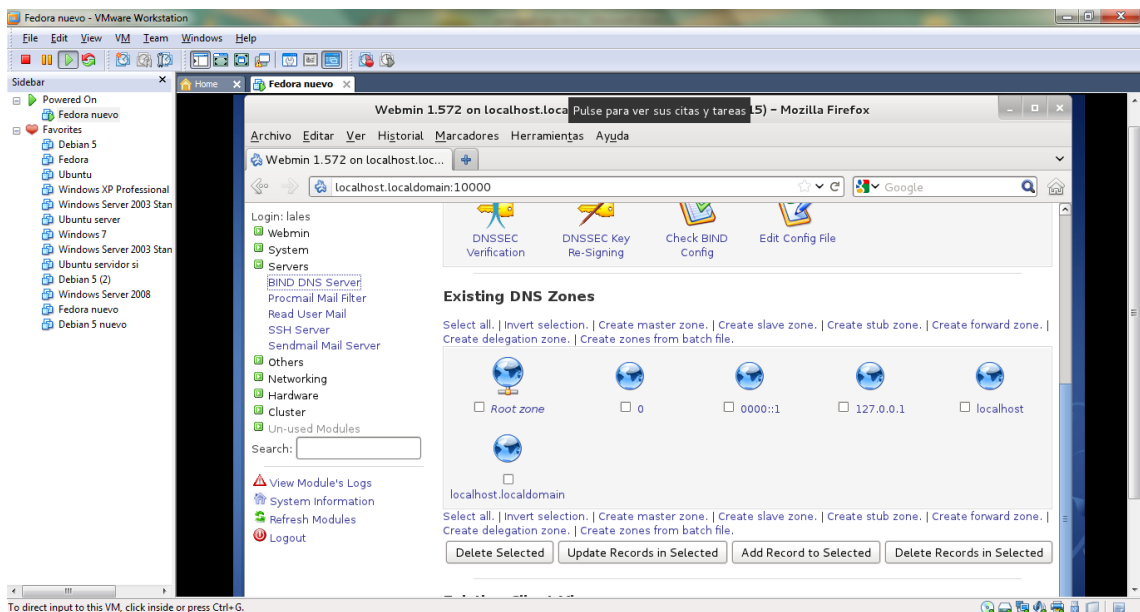 Fedora nuevo - VMware Workstation
File Edit View VM Team Windows Help
Sidebar
Powered On
Fedora nuevo
Favorites
Debian 5
Fedora
Ubuntu
Windows XP Professional
Windows Server 2003 Stan
Ubuntu server
Windows 7
Windows Server 2003 Stan
Ubuntu servidor si
Debian 5 (2)
Windows Server 2008
Fedora nuevo
Debian 5 nuevo
Home
Fedora nuevo
Webmin 1.572 on localhost.loca Pulse para ver sus citas y tareas 15) – Mozilla Firefox
Archivo Editar Ver Historial Marcadores Herramientas Ayuda
Webmin 1.572 on localhost.loc...
localhost.localdomain:10000
Google
Login: lales
Webmin
System
Servers
BIND DNS Server
Procmail Mail Filter
Read User Mail
SSH Server
Sendmail Mail Server
Others
Networking
Hardware
Cluster
Un-used Modules
Search:
View Module's Logs
System Information
Refresh Modules
Logout
DNSSEC Verification
DNSSEC Key Re-Signing
Check BIND Config
Edit Config File
Existing DNS Zones
Select all. | Invert selection. | Create master zone. | Create slave zone. | Create stub zone. | Create forward zone. |
Create delegation zone. | Create zones from batch file.
Root zone 0 0000::1 127.0.0.1 localhost
localhost.localdomain
Select all. | Invert selection. | Create master zone. | Create slave zone. | Create stub zone. | Create forward zone. |
Create delegation zone. | Create zones from batch file.
Delete Selected Update Records in Selected Add Record to Selected Delete Records in Selected
To direct input to this VM, click inside or press Ctrl+G.